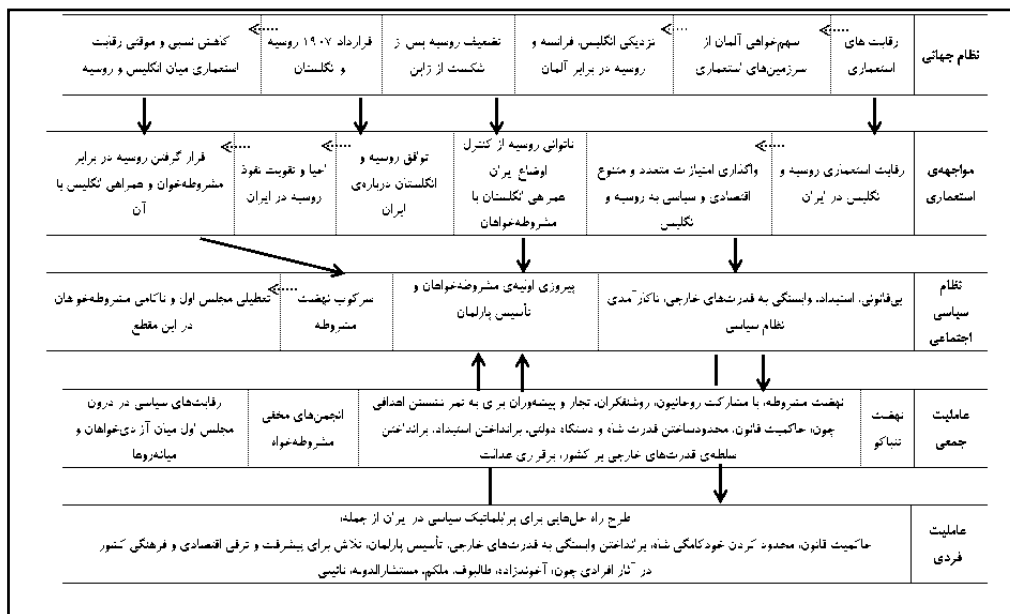 نظام جهانی
رقابت های
استعماری
سهم‌خواهی آلمان از
سرزمین‌های استعماری
نزدیکی انگلیس، فرانسه و
روسیه در برابر آلمان
تضعیف روسیه پس از
شکست از ژاپن
قرارداد ۱۹۰۷ روسیه
و نگلستان
کاهش نسبی و موقتی رقابت
استعماری میان انگلیس و روسیه
مواجهه‌ی
استعماری
رقابت استعماری روسیه و
نگلیس در ایران
واگذاری امتیازات متعدد و متنوع
اقتصادی و سیاسی به روسیه و
نگلیس
ناتوانی روسیه از کنترل
اوضاع ایران
همراهی نگلستان با
مشروطه‌خواهان
توافق روسیه و
انگلستان درباره‌ی
ایران
احیا و تقویت نفوذ
روسیه در ایران
قرار گرفتن روسیه در برابر
مشروطه‌خوان و همراهی نگلیس با
آن
نظام
سیاسی
اجتماعی
بی‌قانونی، استبداد، وابستگی به قدرت‌های خارجی، ناکارآمدی
نظام سیاسی
پیروزی اولیه‌ی مشروطه‌خواهان و
تأسیس پارلمان
سرکوب نهضت
مشروطه
تعطیلی مجلس اول و ناکامی مشروطه‌خواهان
در این مقطع
عاملیت
جمعی
نهضت
تنباکو
نهضت مشروطه، با مشارکت روحانیون، روشنفکران، تجار و پیشه‌وران برای به ثمر نشستن اهدافی
چون: حاکمیت قانون، محدودساختن قدرت شاه و دستگاه دولتی، برانداختن استبداد، برانداختن
سلطه‌ی قدرت‌های خارجی بر کشور، برقراری عدالت
انجمن‌های مخفی
مشروطه‌خواه
رقابت‌های سیاسی در درون
مجلس اول میان آزادی‌خواهان و
میانه‌روها
عاملیت
فردی
طرح راه حل‌هایی برای پرابلماتیک سیاسی در ایران از جمله:
حاکمیت قانون، محدود کردن خودکامگی شاه، برانداختن وابستگی به قدرت‌های خارجی، تأسیس پارلمان، تلاش برای پیشرفت و ترقی اقتصادی و فرهنگی کشور
در آثار افرادی چون: آخوندزاده، طالبوف، ملکم، مستشارالدوله، نائینی